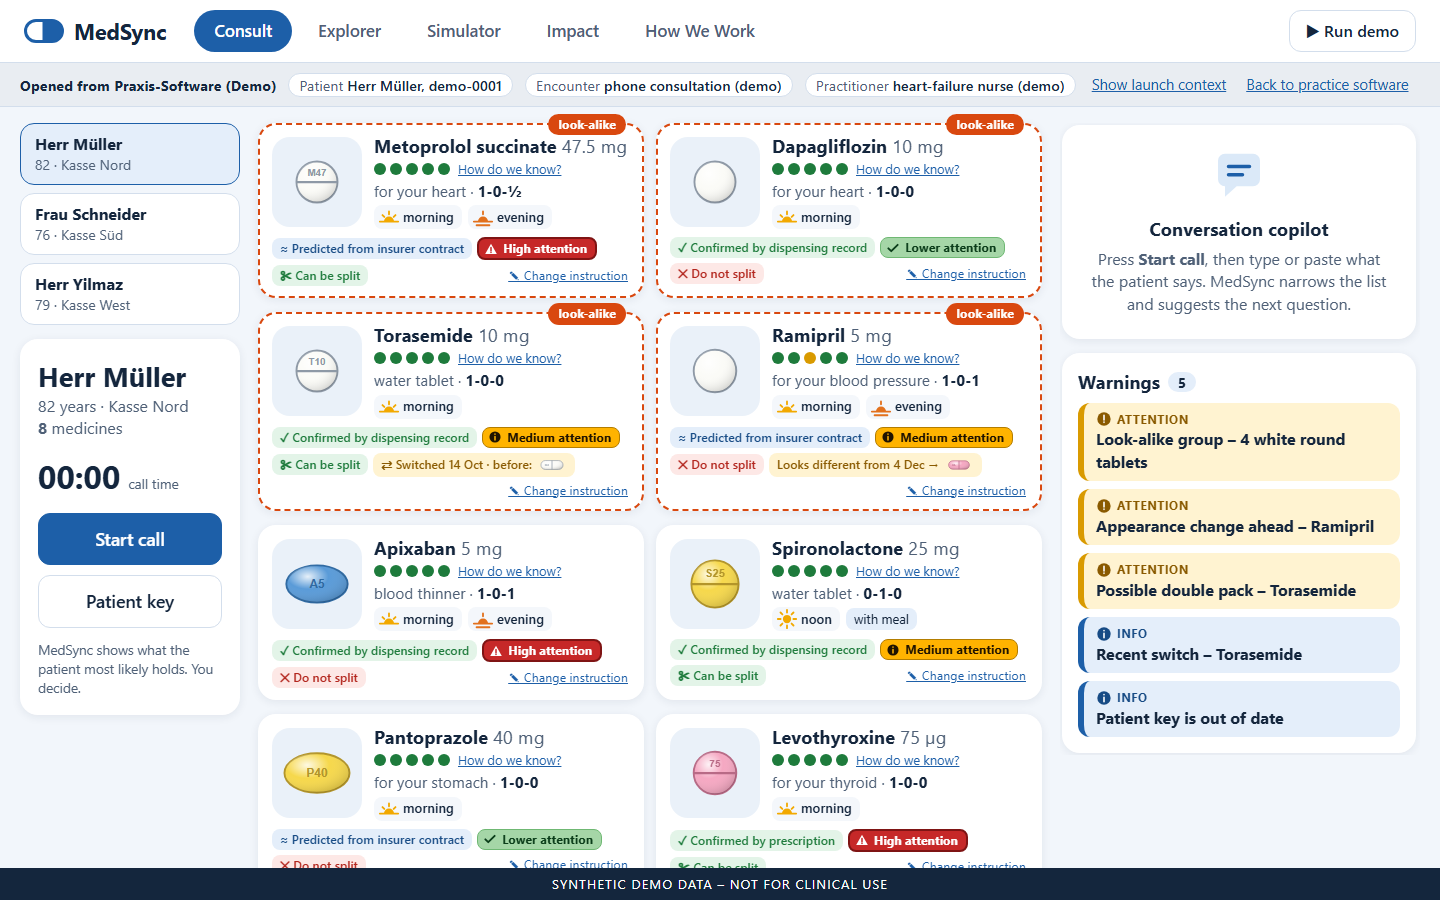 MedSync
Consult
Explorer
Simulator
Impact
How We Work
▶ Run demo
Opened from Praxis-Software (Demo)
Patient Herr Müller, demo-0001
Encounter phone consultation (demo)
Practitioner heart-failure nurse (demo)
Show launch context
Back to practice software
Herr Müller
82 · Kasse Nord
Frau Schneider
76 · Kasse Süd
Herr Yilmaz
79 · Kasse West
Herr Müller
82 years · Kasse Nord
8 medicines
00:00 call time
Start call
Patient key
MedSync shows what the
patient most likely holds. You
decide.
look-alike
M47
Metoprolol succinate 47.5 mg
How do we know?
for your heart · 1-0-½
morning
evening
≈ Predicted from insurer contract
High attention
Can be split
Change instruction
look-alike
Dapagliflozin 10 mg
How do we know?
for your heart · 1-0-0
morning
✓ Confirmed by dispensing record
Lower attention
Do not split
Change instruction
look-alike
T10
Torasemide 10 mg
How do we know?
water tablet · 1-0-0
morning
✓ Confirmed by dispensing record
Medium attention
Can be split
⇄ Switched 14 Oct · before:
Change instruction
look-alike
Ramipril 5 mg
How do we know?
for your blood pressure · 1-0-1
morning
evening
≈ Predicted from insurer contract
Medium attention
Do not split
Looks different from 4 Dec →
Change instruction
A5
Apixaban 5 mg
How do we know?
blood thinner · 1-0-1
morning
evening
✓ Confirmed by dispensing record
High attention
Do not split
Change instruction
S25
Spironolactone 25 mg
How do we know?
water tablet · 0-1-0
noon
with meal
✓ Confirmed by dispensing record
Medium attention
Can be split
Change instruction
P40
Pantoprazole 40 mg
How do we know?
for your stomach · 1-0-0
morning
≈ Predicted from insurer contract
Lower attention
Do not split
Change instruction
75
Levothyroxine 75 µg
How do we know?
for your thyroid · 1-0-0
morning
✓ Confirmed by prescription
High attention
Can be split
Change instruction
Conversation copilot
Press Start call, then type or paste what
the patient says. MedSync narrows the list
and suggests the next question.
Warnings 5
ATTENTION
Look-alike group – 4 white round
tablets
ATTENTION
Appearance change ahead – Ramipril
ATTENTION
Possible double pack – Torasemide
INFO
Recent switch – Torasemide
INFO
Patient key is out of date
SYNTHETIC DEMO DATA – NOT FOR CLINICAL USE